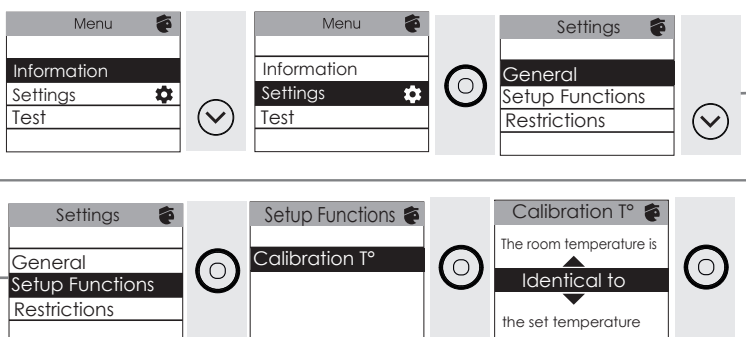 Menu
Information
Settings
Test
Menu
Information
Settings
Test
Settings
General
Setup Functions
Restrictions
Settings
General
Setup Functions
Restrictions
Setup Functions
Calibration T°
Calibration T°
The room temperature is
Identical to
the set temperature